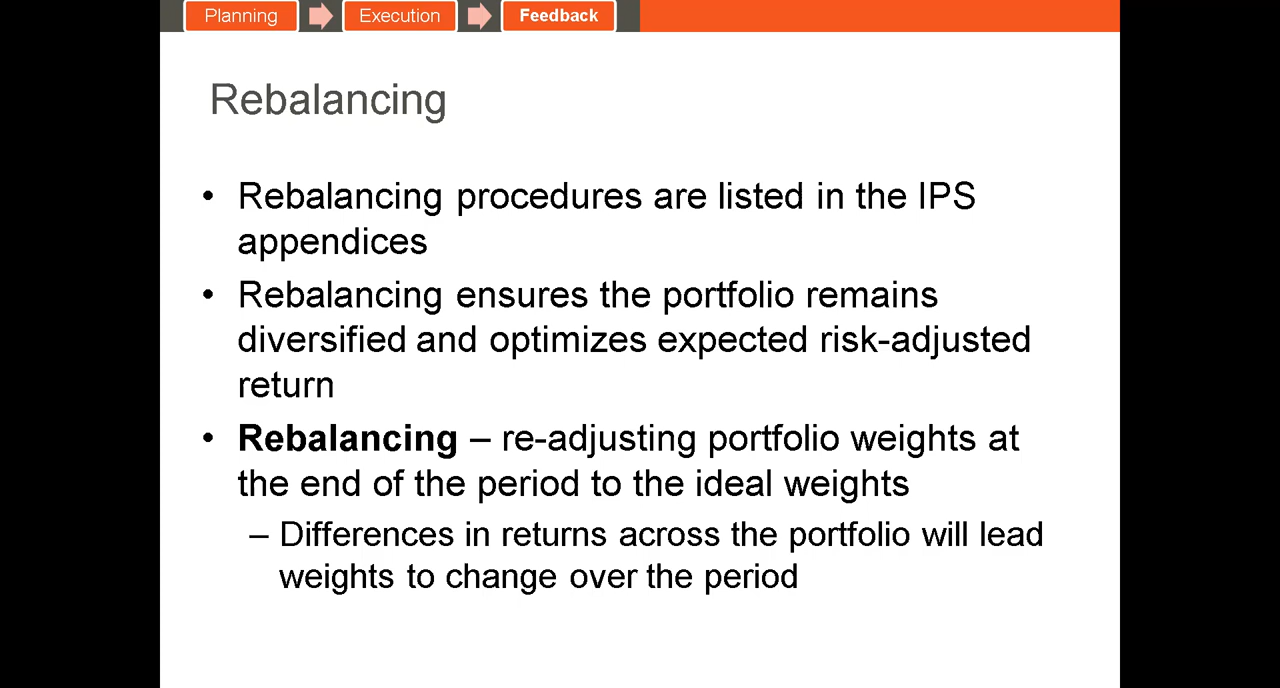 Planning Execution Feedback
Rebalancing
• Rebalancing procedures are listed in the IPS
appendices
• Rebalancing ensures the portfolio remains
diversified and optimizes expected risk-adjusted
return
• Rebalancing – re-adjusting portfolio weights at
the end of the period to the ideal weights
– Differences in returns across the portfolio will lead
weights to change over the period